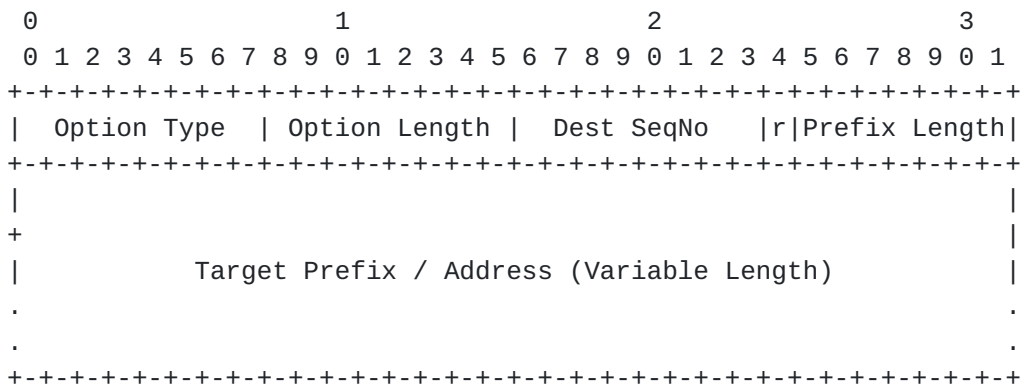 0                   1                   2                   3
 0 1 2 3 4 5 6 7 8 9 0 1 2 3 4 5 6 7 8 9 0 1 2 3 4 5 6 7 8 9 0 1
+-+-+-+-+-+-+-+-+-+-+-+-+-+-+-+-+-+-+-+-+-+-+-+-+-+-+-+-+-+-+-+-+
|  Option Type  | Option Length |  Dest SeqNo   |r|Prefix Length|
+-+-+-+-+-+-+-+-+-+-+-+-+-+-+-+-+-+-+-+-+-+-+-+-+-+-+-+-+-+-+-+-+
|                                                               |
+                                                               |
|           Target Prefix / Address (Variable Length)           |
.                                                               .
.                                                               .
+-+-+-+-+-+-+-+-+-+-+-+-+-+-+-+-+-+-+-+-+-+-+-+-+-+-+-+-+-+-+-+-+